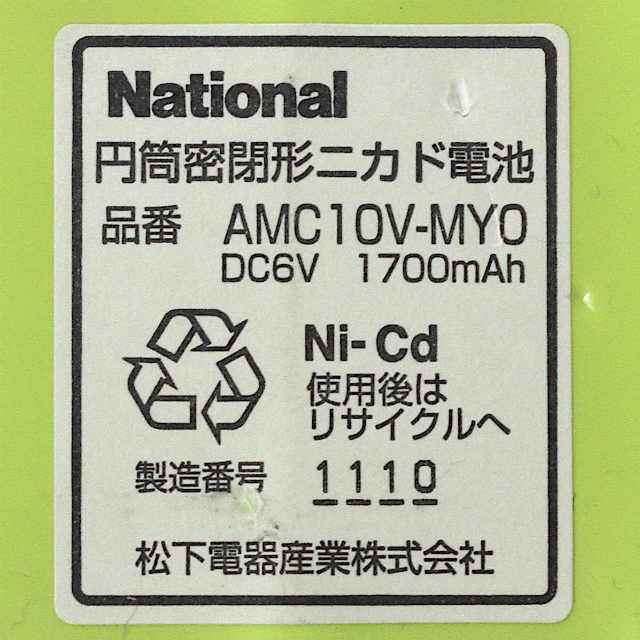 National
円筒密閉形ニカド電池
品番 AMC10V-MY0
DC6V 1700mAh
Ni-Cd
使用後は
リサイクルへ
製造番号 1110
松下電器産業株式会社